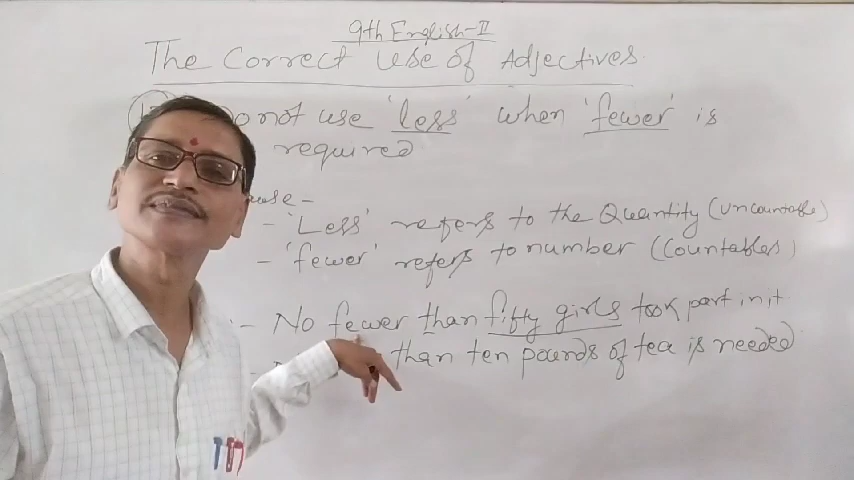 9th English-II
The Correct Use of Adjectives.
Do not use 'less' when 'fewer' is
required
- 'Less' refers to the Quantity (uncountable)
- 'fewer' refers to number (Countables)
:- No fewer than fifty girls took part in it
than ten pounds of tea is needed